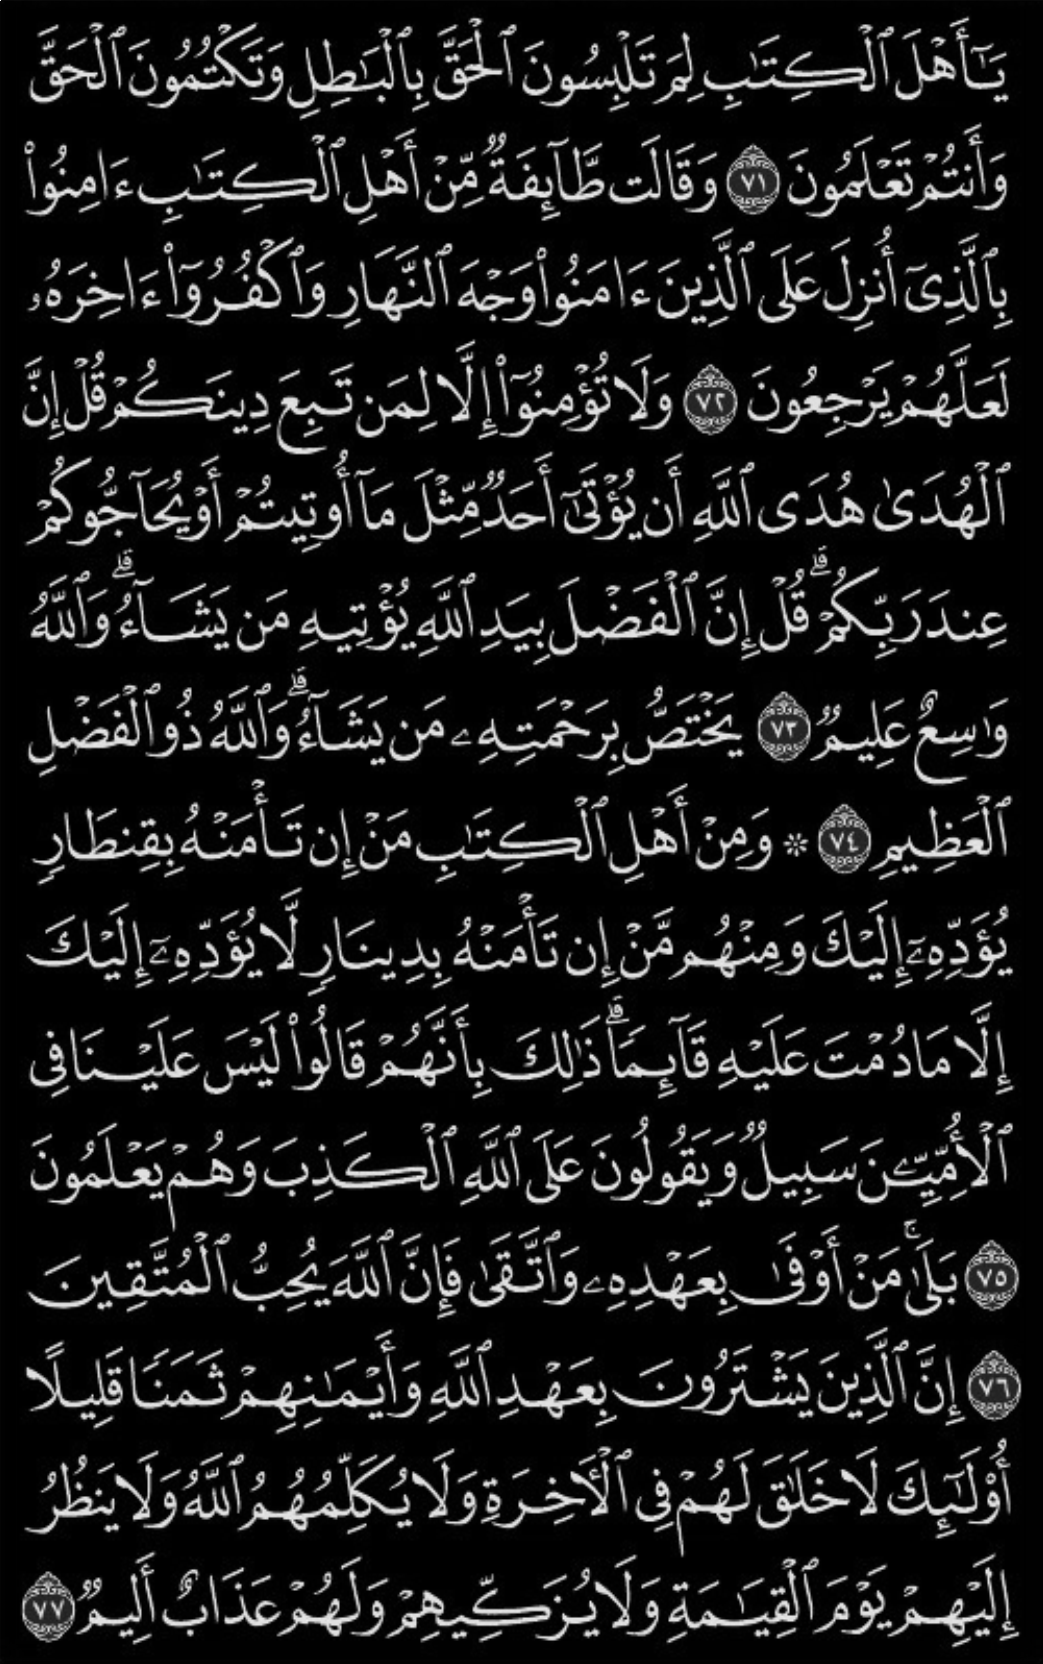 يَـٰٓأَهْلَ ٱلْكِتَـٰبِ لِمَ تَلْبِسُونَ ٱلْحَقَّ بِٱلْبَـٰطِلِ وَتَكْتُمُونَ ٱلْحَقَّ
وَأَنتُمْ تَعْلَمُونَ ٧١ وَقَالَت طَّآئِفَةٌ مِّنْ أَهْلِ ٱلْكِتَـٰبِ ءَامِنُوا۟
بِٱلَّذِىٓ أُنزِلَ عَلَى ٱلَّذِينَ ءَامَنُوا۟ وَجْهَ ٱلنَّهَارِ وَٱكْفُرُوٓا۟ ءَاخِرَهُۥ
لَعَلَّهُمْ يَرْجِعُونَ ٧٢ وَلَا تُؤْمِنُوٓا۟ إِلَّا لِمَن تَبِعَ دِينَكُمْ قُلْ إِنَّ
ٱلْهُدَىٰ هُدَى ٱللَّهِ أَن يُؤْتَىٰٓ أَحَدٌ مِّثْلَ مَآ أُوتِيتُمْ أَوْ يُحَآجُّوكُمْ
عِندَ رَبِّكُمْ ۗ قُلْ إِنَّ ٱلْفَضْلَ بِيَدِ ٱللَّهِ يُؤْتِيهِ مَن يَشَآءُ ۗ وَٱللَّهُ
وَٰسِعٌ عَلِيمٌ ٧٣ يَخْتَصُّ بِرَحْمَتِهِۦ مَن يَشَآءُ ۗ وَٱللَّهُ ذُو ٱلْفَضْلِ
ٱلْعَظِيمِ ٧٤ ۞ وَمِنْ أَهْلِ ٱلْكِتَـٰبِ مَنْ إِن تَأْمَنْهُ بِقِنطَارٍ
يُؤَدِّهِۦٓ إِلَيْكَ وَمِنْهُم مَّنْ إِن تَأْمَنْهُ بِدِينَارٍ لَّا يُؤَدِّهِۦٓ إِلَيْكَ
إِلَّا مَا دُمْتَ عَلَيْهِ قَآئِمًا ۗ ذَٰلِكَ بِأَنَّهُمْ قَالُوا۟ لَيْسَ عَلَيْنَا فِى
ٱلْأُمِّيِّـۧنَ سَبِيلٌ وَيَقُولُونَ عَلَى ٱللَّهِ ٱلْكَذِبَ وَهُمْ يَعْلَمُونَ
٧٥ بَلَىٰ ۚ مَنْ أَوْفَىٰ بِعَهْدِهِۦ وَٱتَّقَىٰ فَإِنَّ ٱللَّهَ يُحِبُّ ٱلْمُتَّقِينَ
٧٦ إِنَّ ٱلَّذِينَ يَشْتَرُونَ بِعَهْدِ ٱللَّهِ وَأَيْمَـٰنِهِمْ ثَمَنًا قَلِيلًا
أُو۟لَـٰٓئِكَ لَا خَلَـٰقَ لَهُمْ فِى ٱلْـَٔاخِرَةِ وَلَا يُكَلِّمُهُمُ ٱللَّهُ وَلَا يَنظُرُ
إِلَيْهِمْ يَوْمَ ٱلْقِيَـٰمَةِ وَلَا يُزَكِّيهِمْ وَلَهُمْ عَذَابٌ أَلِيمٌ ٧٧